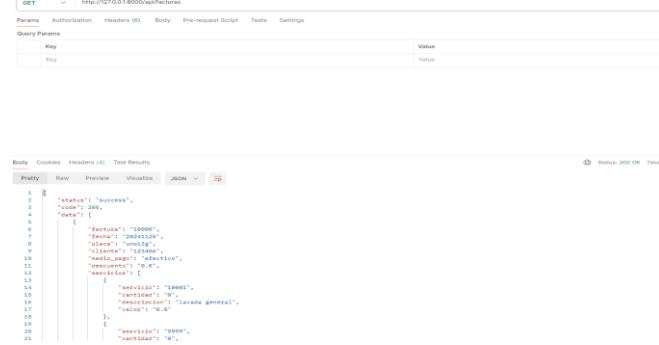 GET http://127.0.0.1:8000/api/facturas
Params Authorization Headers (6) Body Pre-request Script Tests Settings
Query Params
Key Value
Key Value
Body Cookies Headers (4) Test Results Status: 200 OK Time
Pretty Raw Preview Visualize JSON
1 {
2 "status": "success",
3 "code": 200,
4 "data": [
5 {
6 "factura": "10000",
7 "fecha": "20241126",
8 "placa":
9 "cliente": "123456",
10 "medio_pago": "efectivo",
11 "descuento": "0.0",
12 "servicios": [
13 {
14 "servicio": "10001",
15 "cantidad": "0",
16 "descripcion": "lavada general",
17 "valor": "0.0"
18 },
19 {
20 "servicio": "9999",
21 "cantidad": "0",